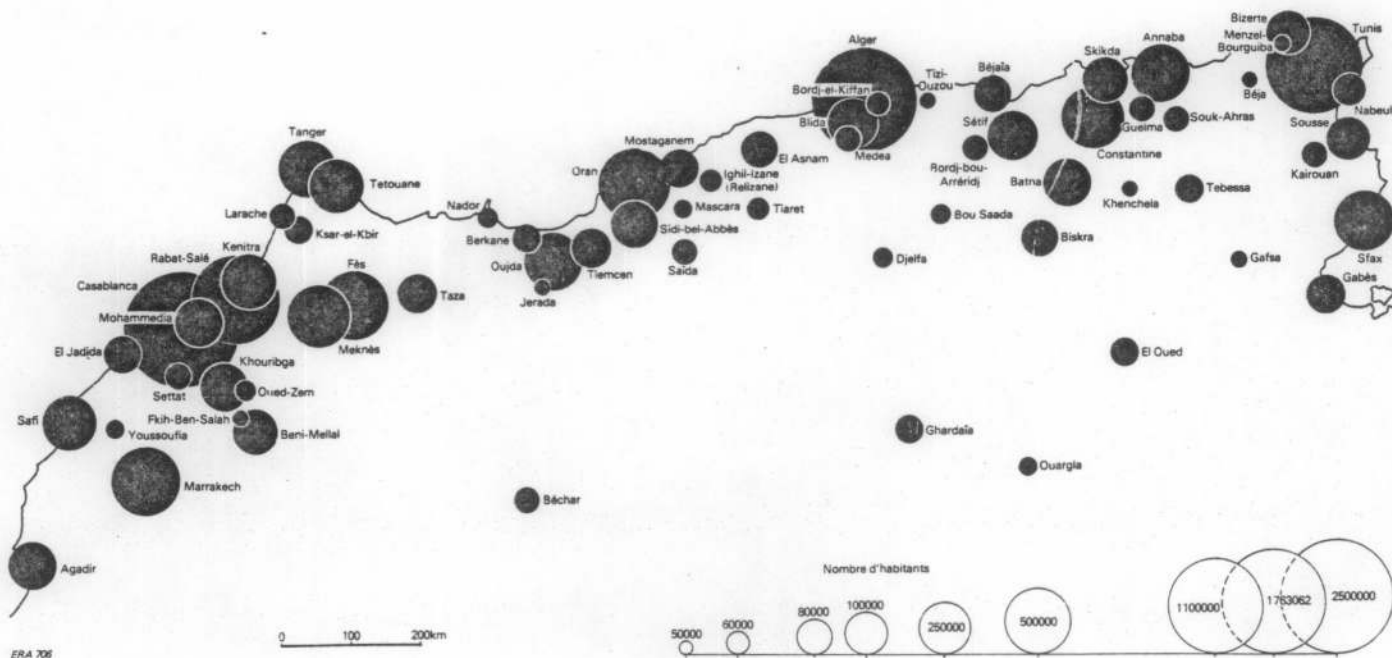 Bizerte
Tunis
Menzel-
Bourguiba
Annaba
Skikda
Alger
Tizi-
Ouzou
Béjaïa
Béja
Bordj-el-Kiffan
Nabeul
Blida
Sétif
Souk-Ahras
Sousse
Guelma
Tanger
Mostaganem
Medea
El Asnam
Constantine
Rordj-bou-
Arréridj
Kairouan
Oran
Ighil-Izane
(Relizane)
Batna
Tetouane
Khenchela
Tebessa
Larache
Nador
Mascara
Tiaret
Bou Saada
Ksar-el-Kbir
Sidi-bel-Abbès
Berkane
Biskra
Kenitra
Rabat-Salé
Fès
Oujda
Tlemcen
Saïda
Djelfa
Gafsa
Sfax
Gabès
Casablanca
Taza
Jerada
Mohammedia
El Jadida
Meknès
El Oued
Khouribga
Settat
Oued-Zem
Safi
Fkih-Ben-Salah
Youssoufia
Beni-Mellal
Ghardaïa
Ouargla
Marrakech
Béchar
Agadir
Nombre d'habitants
50000
60000
80000
100000
250000
500000
1100000
1763062
2500000
0 100 200km
ERA 706